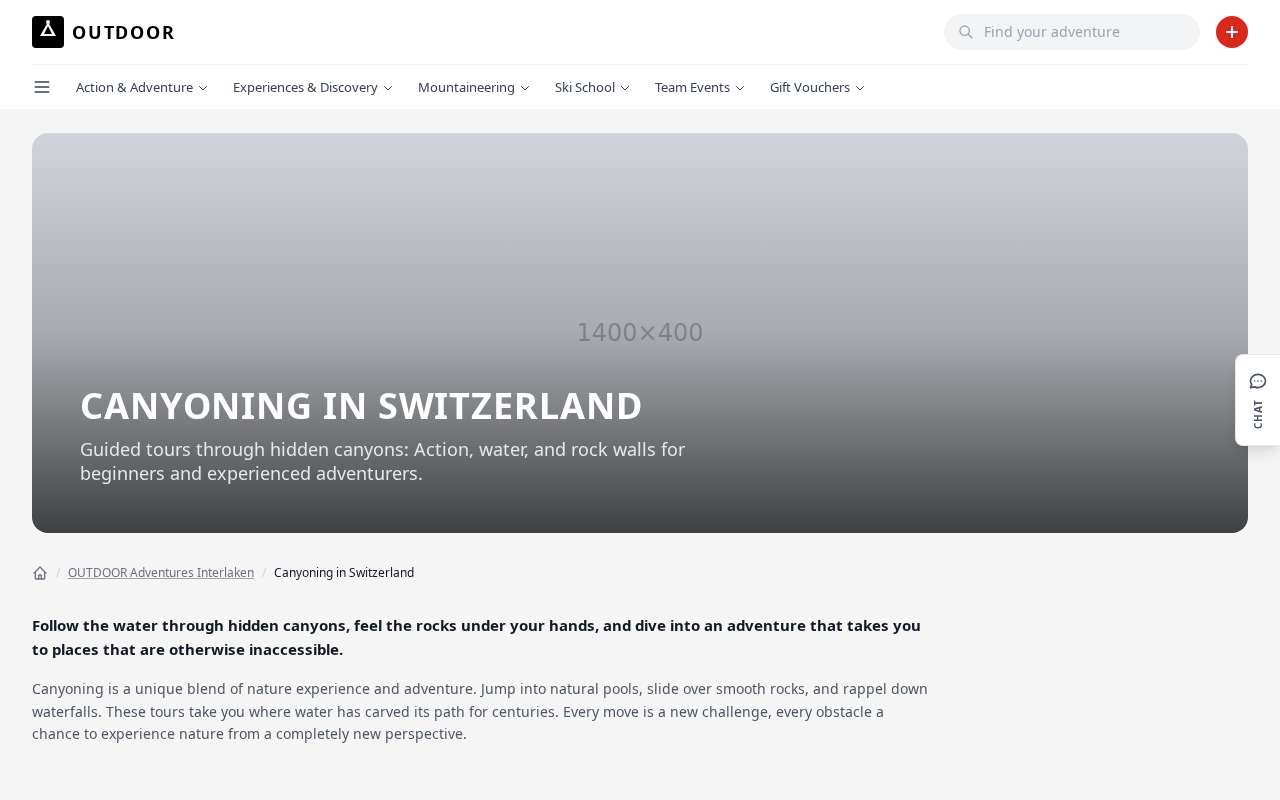 OUTDOOR
Find your adventure
Action & Adventure
Experiences & Discovery
Mountaineering
Ski School
Team Events
Gift Vouchers
1400×400
CANYONING IN SWITZERLAND
Guided tours through hidden canyons: Action, water, and rock walls for
beginners and experienced adventurers.
CHAT
/ OUTDOOR Adventures Interlaken / Canyoning in Switzerland
Follow the water through hidden canyons, feel the rocks under your hands, and dive into an adventure that takes you
to places that are otherwise inaccessible.
Canyoning is a unique blend of nature experience and adventure. Jump into natural pools, slide over smooth rocks, and rappel down
waterfalls. These tours take you where water has carved its path for centuries. Every move is a new challenge, every obstacle a
chance to experience nature from a completely new perspective.